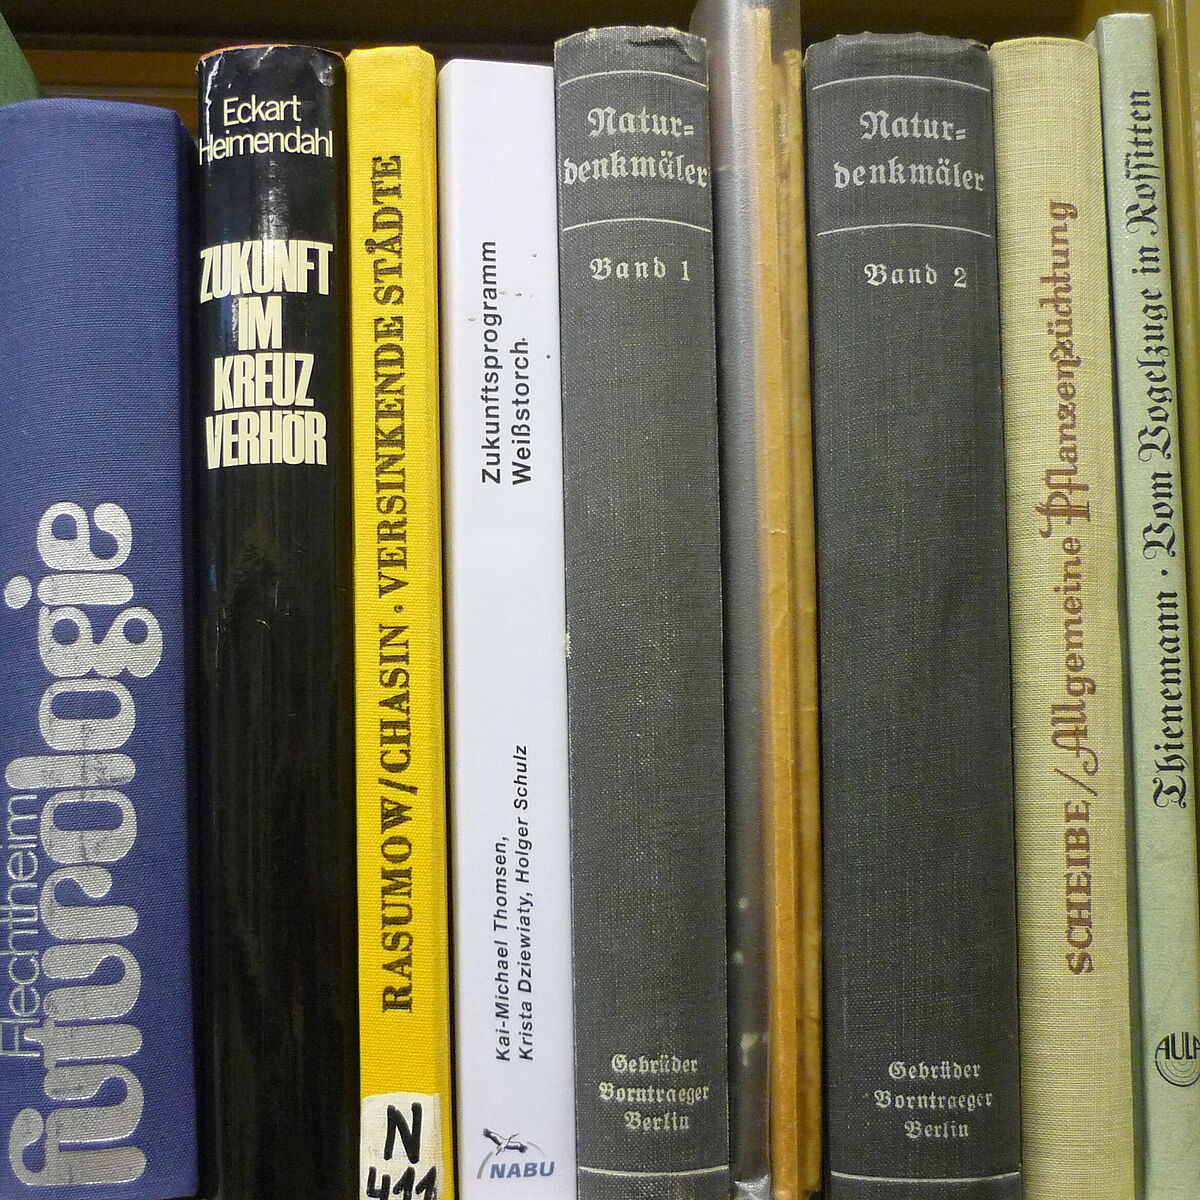 Flechtheim
futurologie
Eckart
Heimendahl
ZUKUNFT
IM
KREUZ
VERHÖR
RASUMOW/CHASIN · VERSINKENDE STÄDTE
N
411
Zukunftsprogramm
Weißstorch
Kai-Michael Thomsen,
Krista Dziewiaty, Holger Schulz
NABU
Natur=
denkmäler
Band 1
Gebrüder
Borntraeger
Berlin
Natur=
denkmäler
Band 2
Gebrüder
Borntraeger
Berlin
SCHEIBE/Allgemeine Pflanzenzüchtung
Thienemann · Vom Vogelzuge in Rossitten
AULA